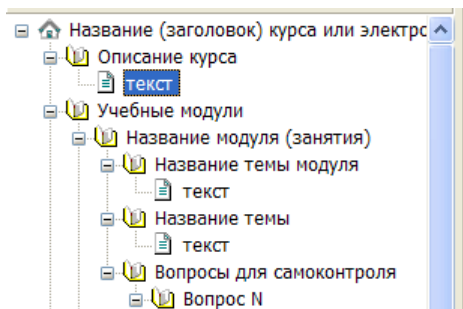 Название (заголовок) курса или электрс
Описание курса
текст
Учебные модули
Название модуля (занятия)
Название темы модуля
текст
Название темы
текст
Вопросы для самоконтроля
Вопрос N